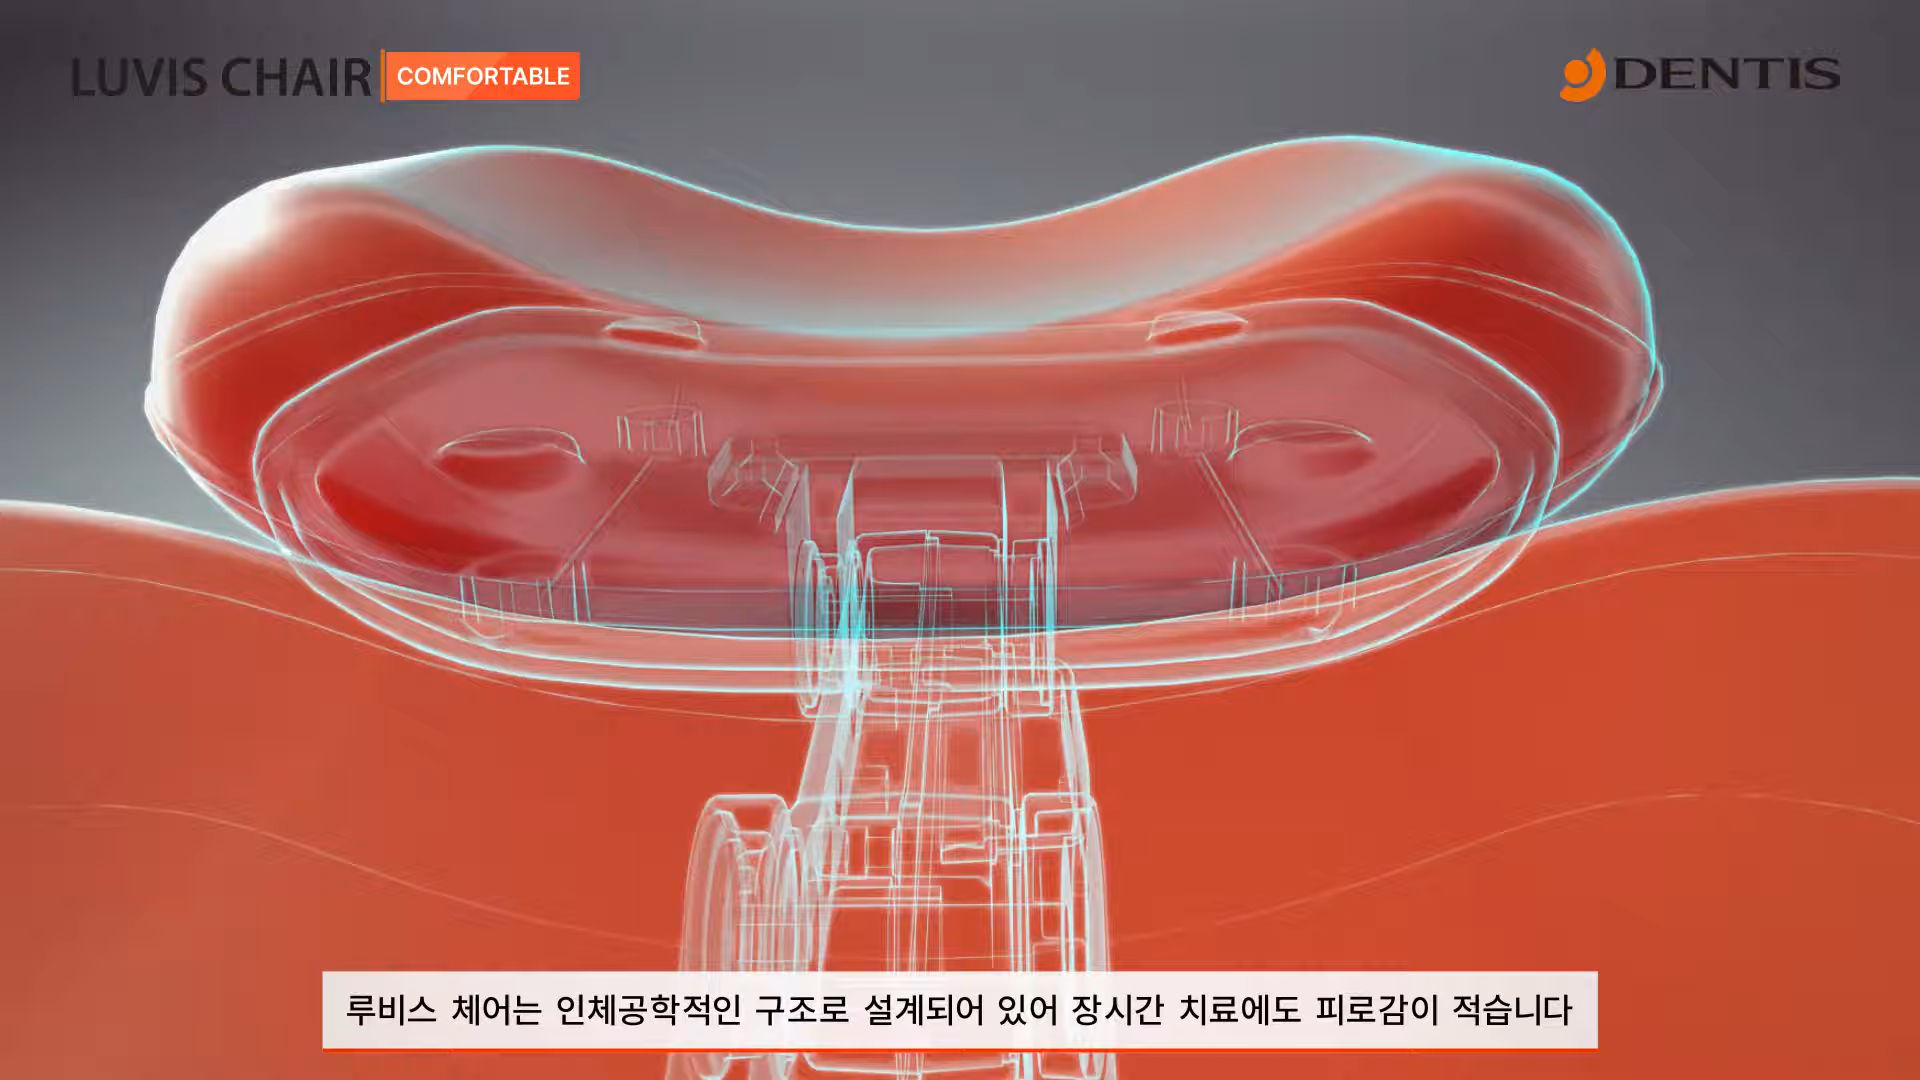 LUVIS CHAIR COMFORTABLE
DENTIS
루비스 체어는 인체공학적인 구조로 설계되어 있어 장시간 치료에도 피로감이 적습니다